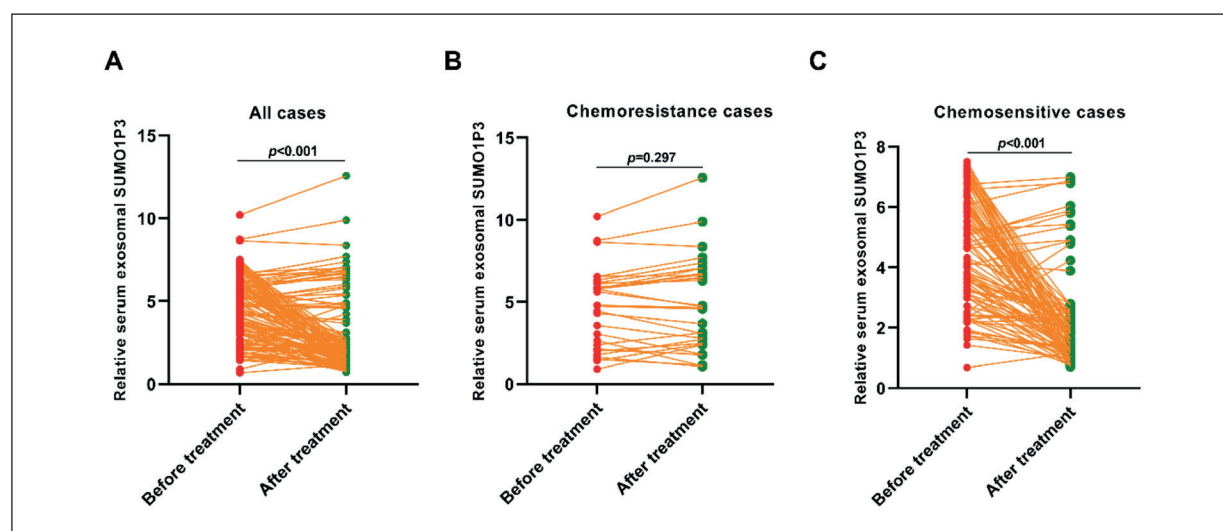 A
All cases
p<0.001
Relative serum exosomal SUMO1P3
15
10
5
0
Before treatment
After treatment
B
Chemoresistance cases
p=0.297
Relative serum exosomal SUMO1P3
15
10
5
0
Before treatment
After treatment
C
Chemosensitive cases
p<0.001
Relative serum exosomal SUMO1P3
8
6
4
2
0
Before treatment
After treatment